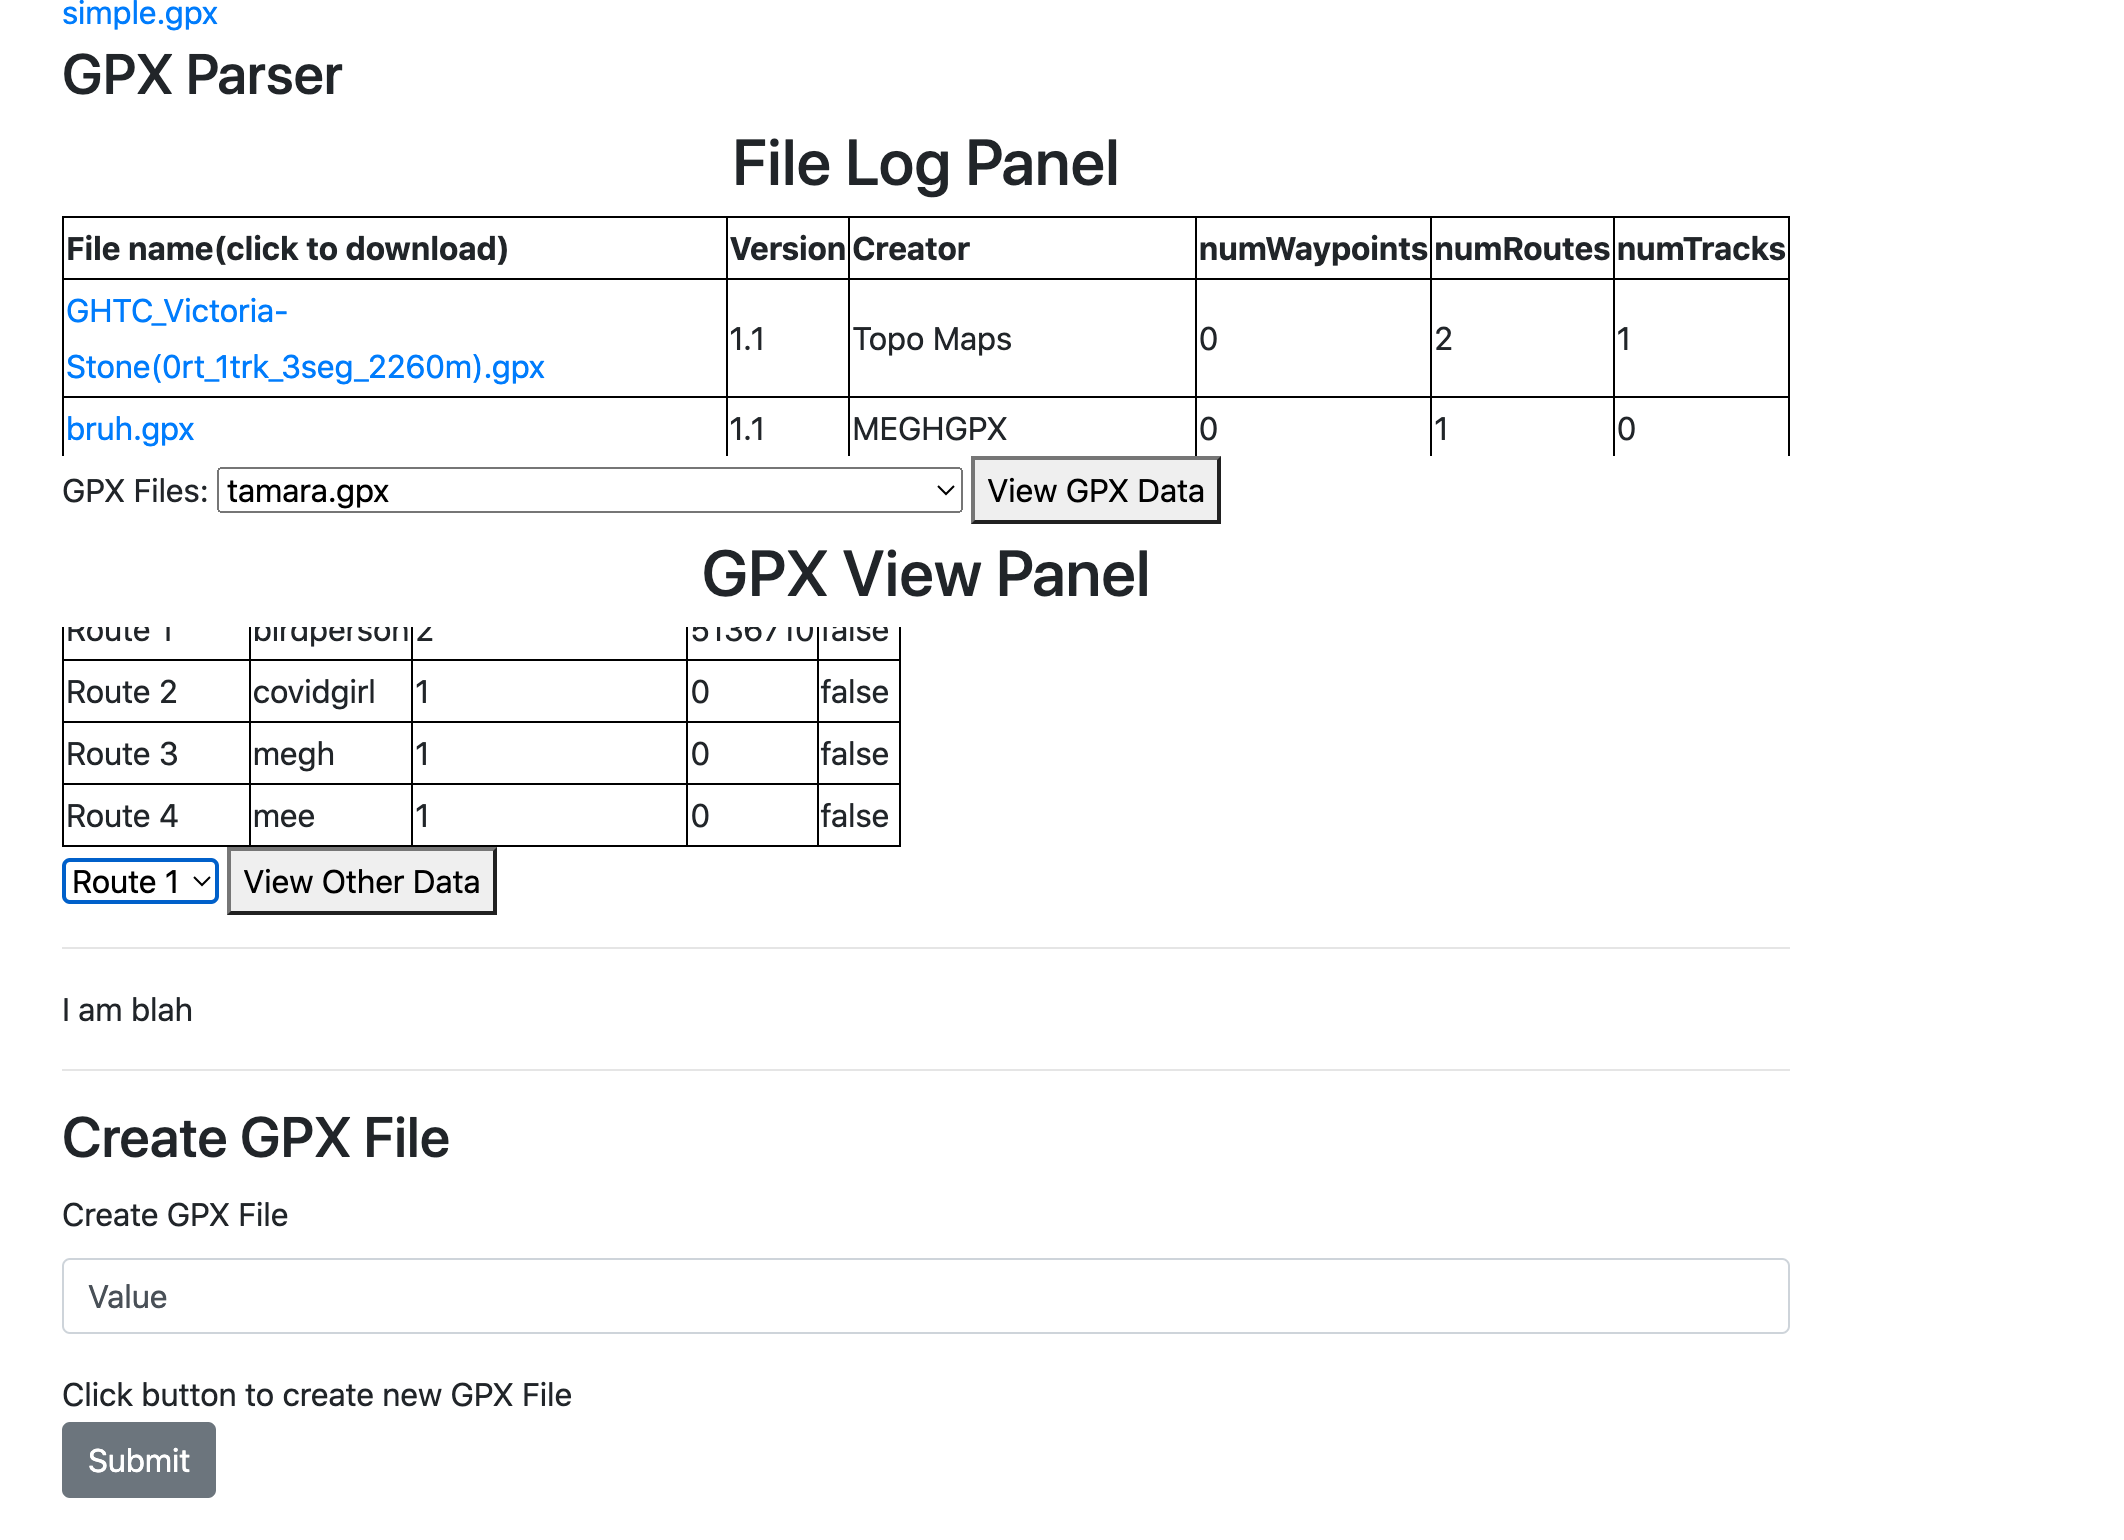 simple.gpx
GPX Parser
File Log Panel
File name(click to download) Version Creator numWaypoints numRoutes numTracks
GHTC_Victoria-
Stone(0rt_1trk_3seg_2260m).gpx 1.1 Topo Maps 0 2 1
bruh.gpx 1.1 MEGHGPX 0 1 0
GPX Files: tamara.gpx View GPX Data
GPX View Panel
Route 1 birdperson 2 5136710 false
Route 2 covidgirl 1 0 false
Route 3 megh 1 0 false
Route 4 mee 1 0 false
Route 1 View Other Data
I am blah
Create GPX File
Create GPX File
Value
Click button to create new GPX File
Submit